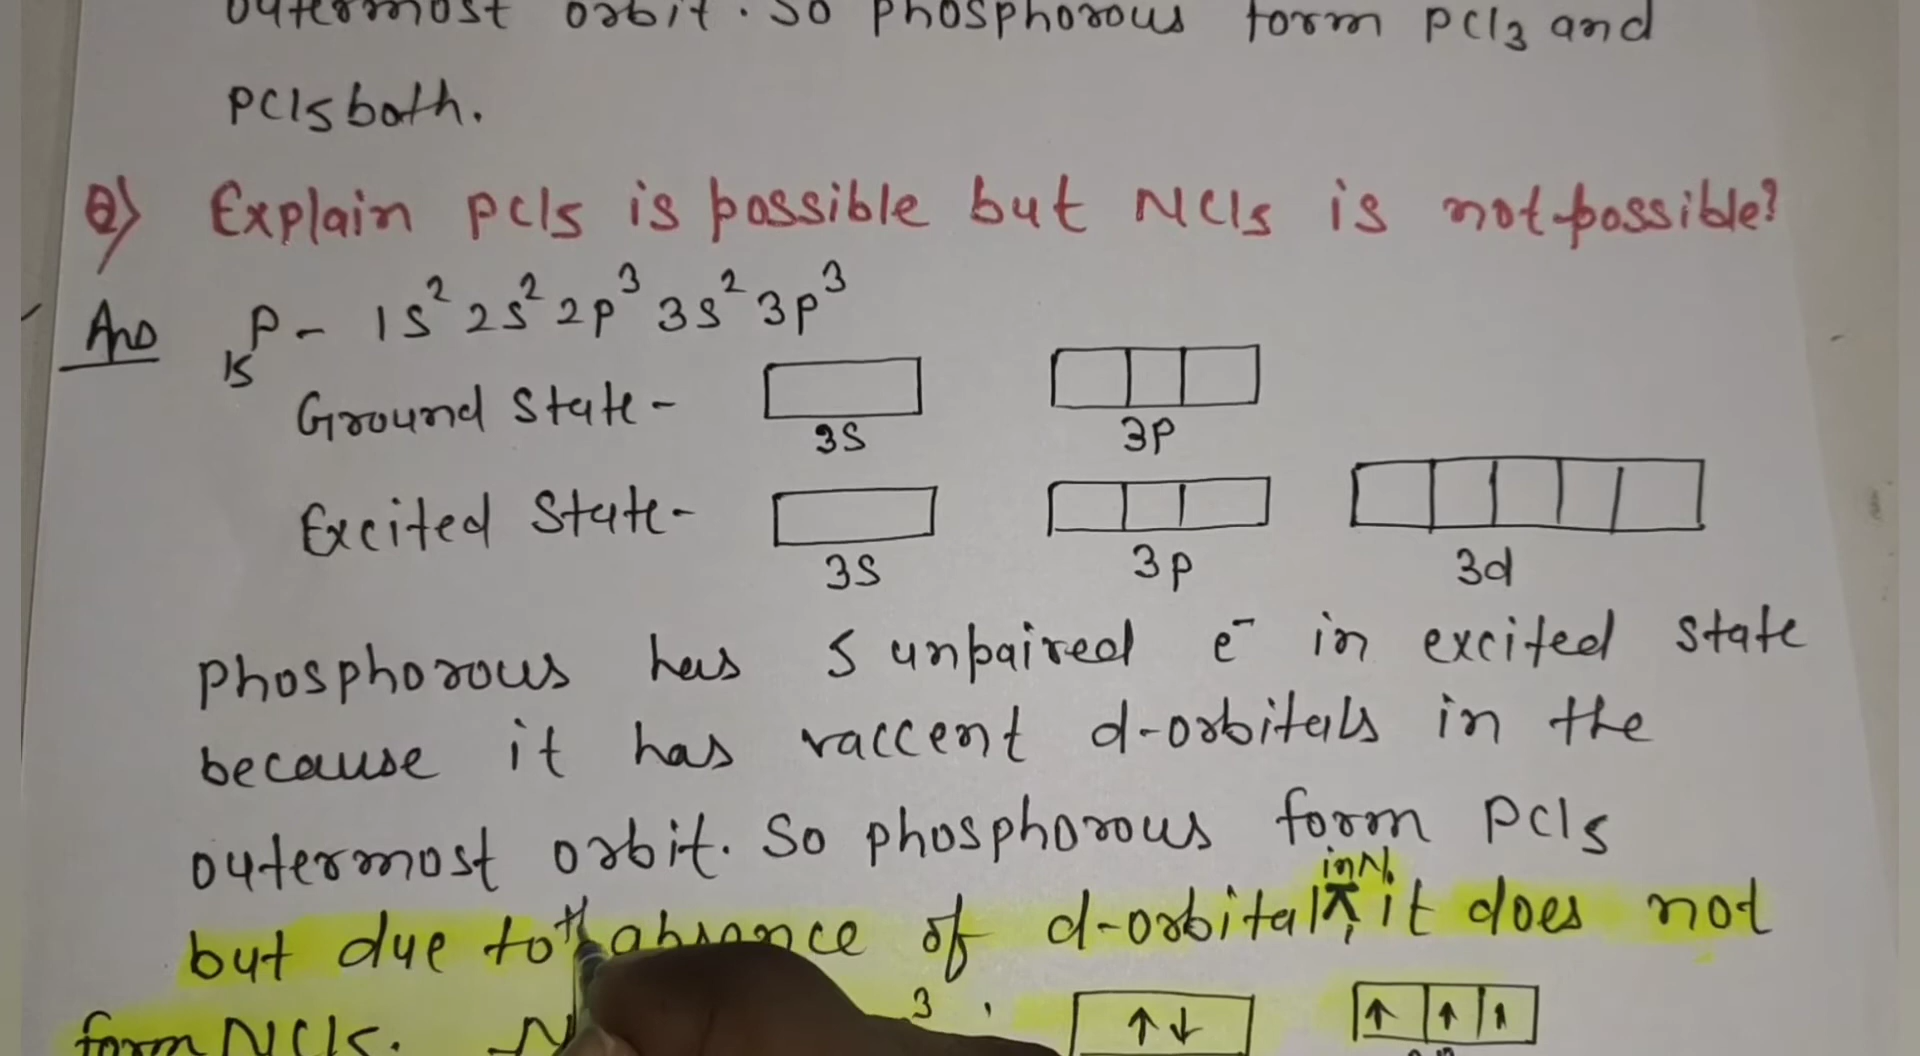 outermost orbit. So phosphorous form PCl3 and
PCl5 both.
Q) Explain PCl5 is possible but NCl5 is not possible?
Ans 15P - 1s² 2s² 2p³ 3s² 3p³
Ground State -
3s 3p
Excited State -
3s 3p 3d
phosphorous has 5 unpaired e⁻ in excited state
because it has vaccent d-orbitals in the
outermost orbit. So phosphorous form PCl5
in N
but due to absence of d-orbital, it does not
form NCl5. N 3 ↑↓ ↑ ↑ ↑